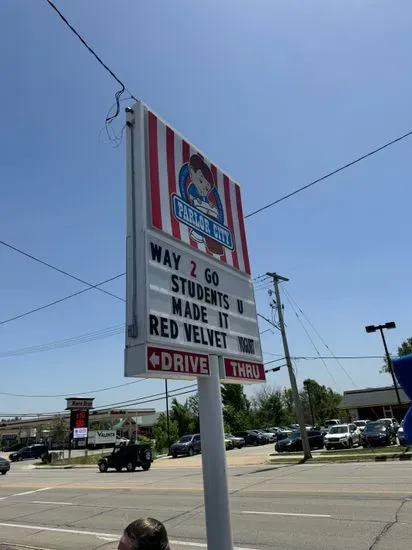 PARLOR CITY
WAY 2 GO
STUDENTS U
MADE IT
RED VELVET YOGURT
DRIVE THRU